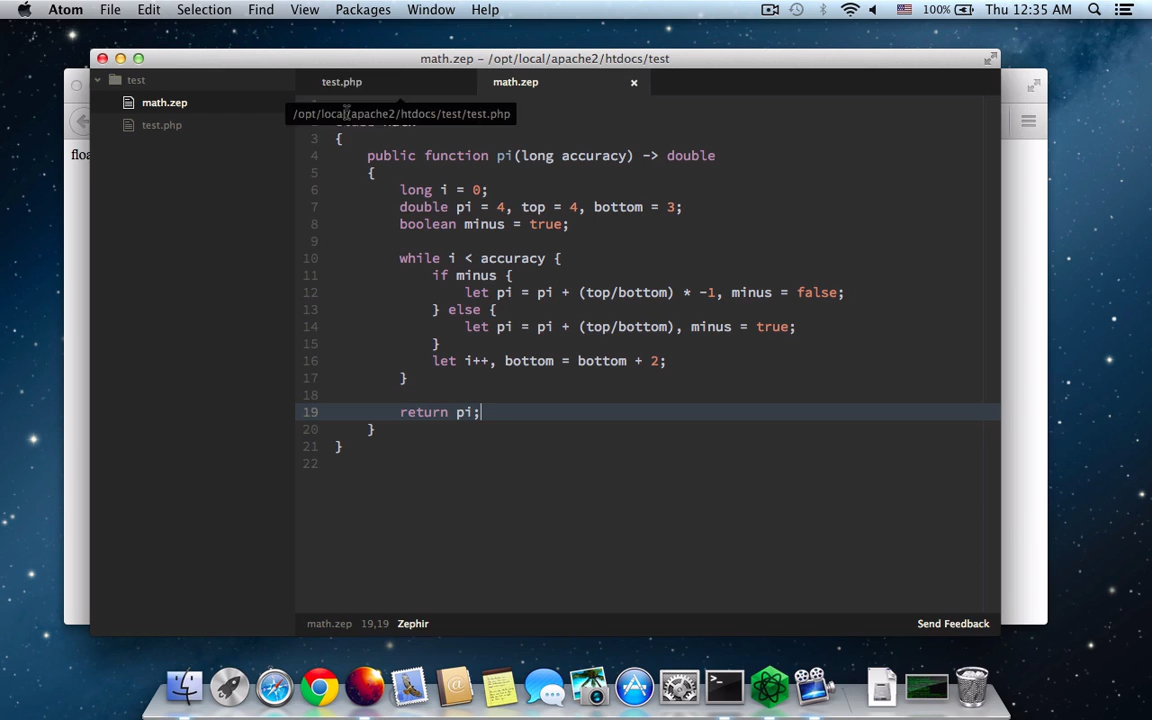 Atom File Edit Selection Find View Packages Window Help 100% Thu 12:35 AM
math.zep – /opt/local/apache2/htdocs/test
test
math.zep
test.php
test.php math.zep
/opt/local/apache2/htdocs/test/test.php
3 {
4 public function pi(long accuracy) -> double
5 {
6 long i = 0;
7 double pi = 4, top = 4, bottom = 3;
8 boolean minus = true;
9
10 while i < accuracy {
11 if minus {
12 let pi = pi + (top/bottom) * -1, minus = false;
13 } else {
14 let pi = pi + (top/bottom), minus = true;
15 }
16 let i++, bottom = bottom + 2;
17 }
18
19 return pi;
20 }
21 }
22
floa
math.zep 19,19 Zephir Send Feedback